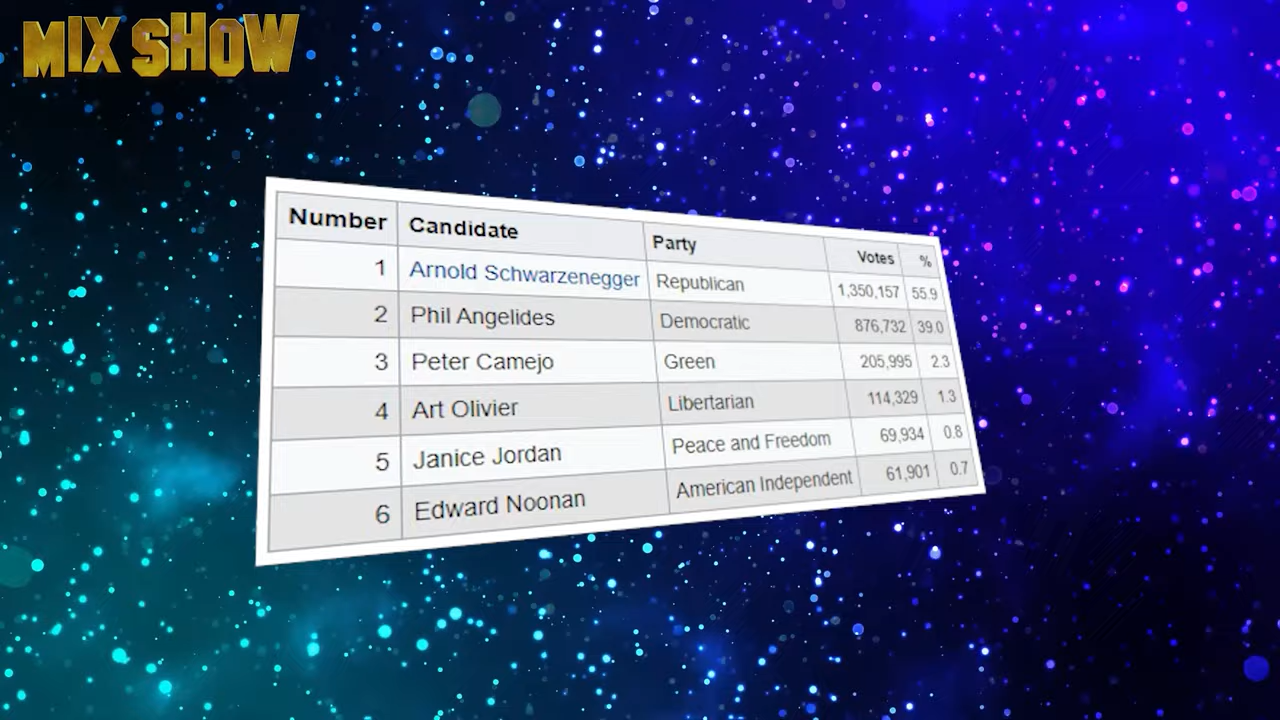 MIX SHOW
Number Candidate Party Votes %
1 Arnold Schwarzenegger Republican 1,350,157 55.9
2 Phil Angelides Democratic 876,732 39.0
3 Peter Camejo Green 205,995 2.3
4 Art Olivier Libertarian 114,329 1.3
5 Janice Jordan Peace and Freedom 69,934 0.8
6 Edward Noonan American Independent 61,901 0.7